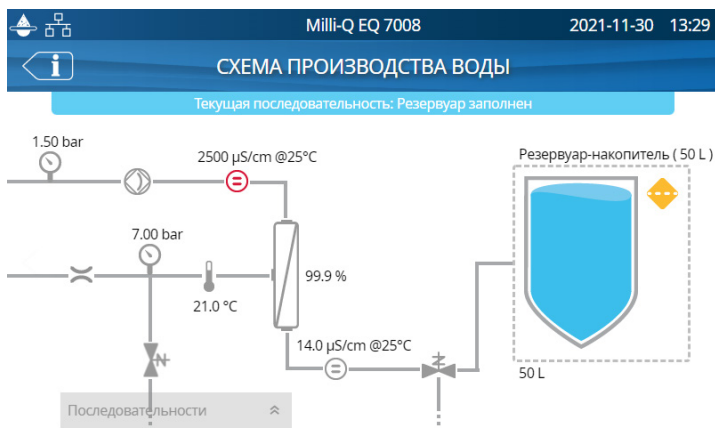 Milli-Q EQ 7008 2021-11-30 13:29
СХЕМА ПРОИЗВОДСТВА ВОДЫ
Текущая последовательность: Резервуар заполнен
1.50 bar
2500 µS/cm @25°C
Резервуар-накопитель ( 50 L )
7.00 bar
99.9 %
21.0 °C
14.0 µS/cm @25°C
50 L
Последовательности